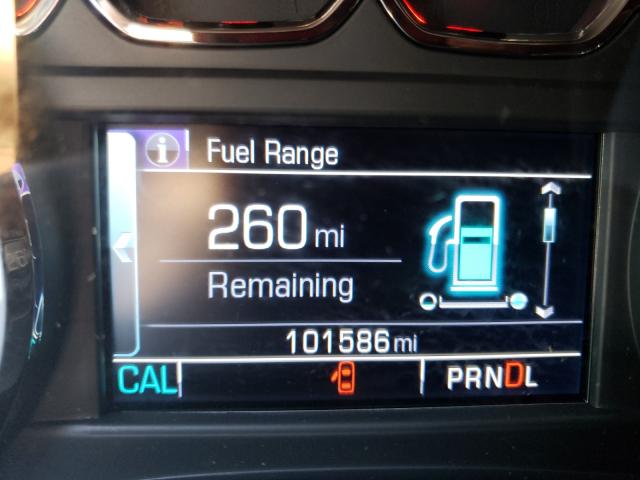 Fuel Range
260 mi
Remaining
101586 mi
CAL PRNDL